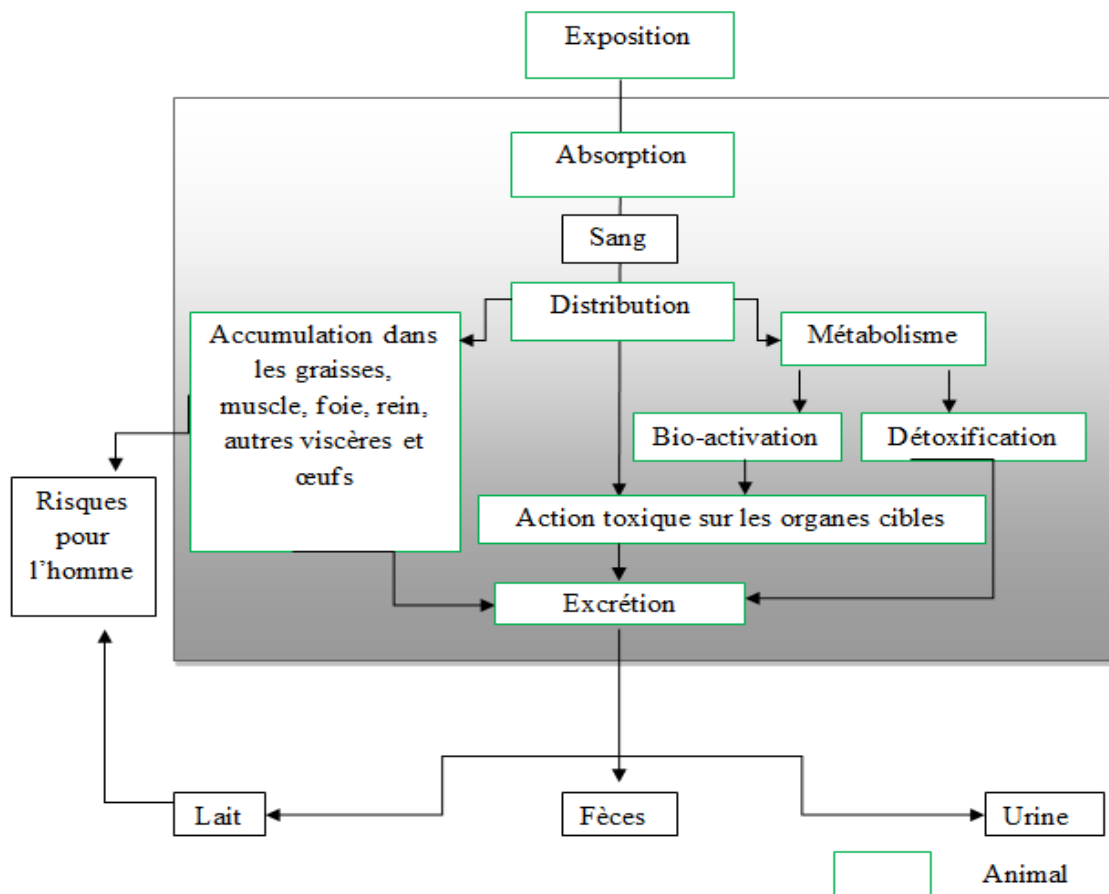 Exposition
Absorption
Sang
Distribution
Accumulation dans
les graisses,
muscle, foie, rein,
autres viscères et
œufs
Métabolisme
Bio-activation
Détoxification
Risques
pour
l’homme
Action toxique sur les organes cibles
Excrétion
Lait
Fèces
Urine
Animal